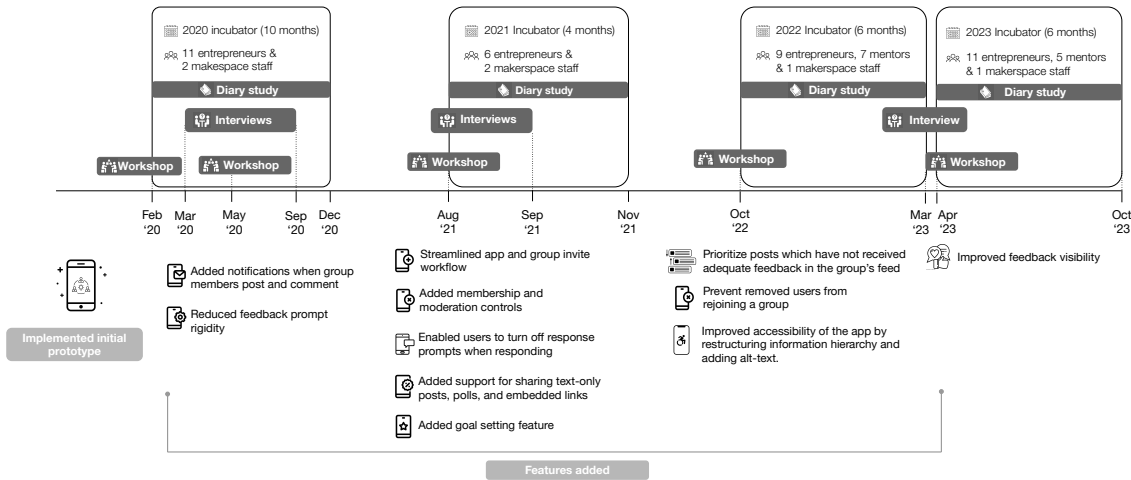 2020 incubator (10 months)
11 entrepreneurs &
2 makespace staff
Diary study
Interviews
Workshop
Workshop
2021 Incubator (4 months)
6 entrepreneurs &
2 makerspace staff
Diary study
Interviews
Workshop
2022 Incubator (6 months)
9 entrepreneurs, 7 mentors
& 1 makerspace staff
Diary study
Interview
Workshop
2023 Incubator (6 months)
11 entrepreneurs, 5 mentors
& 1 makerspace staff
Diary study
Workshop
Feb
‘20
Mar
‘20
May
‘20
Sep
‘20
Dec
‘20
Aug
‘21
Sep
‘21
Nov
‘21
Oct
‘22
Mar
‘23
Apr
‘23
Oct
‘23
Implemented initial
prototype
Added notifications when group
members post and comment
Reduced feedback prompt
rigidity
Streamlined app and group invite
workflow
Added membership and
moderation controls
Enabled users to turn off response
prompts when responding
Added support for sharing text-only
posts, polls, and embedded links
Added goal setting feature
Prioritize posts which have not received
adequate feedback in the group’s feed
Prevent removed users from
rejoining a group
Improved accessibility of the app by
restructuring information hierarchy and
adding alt-text.
Improved feedback visibility
Features added